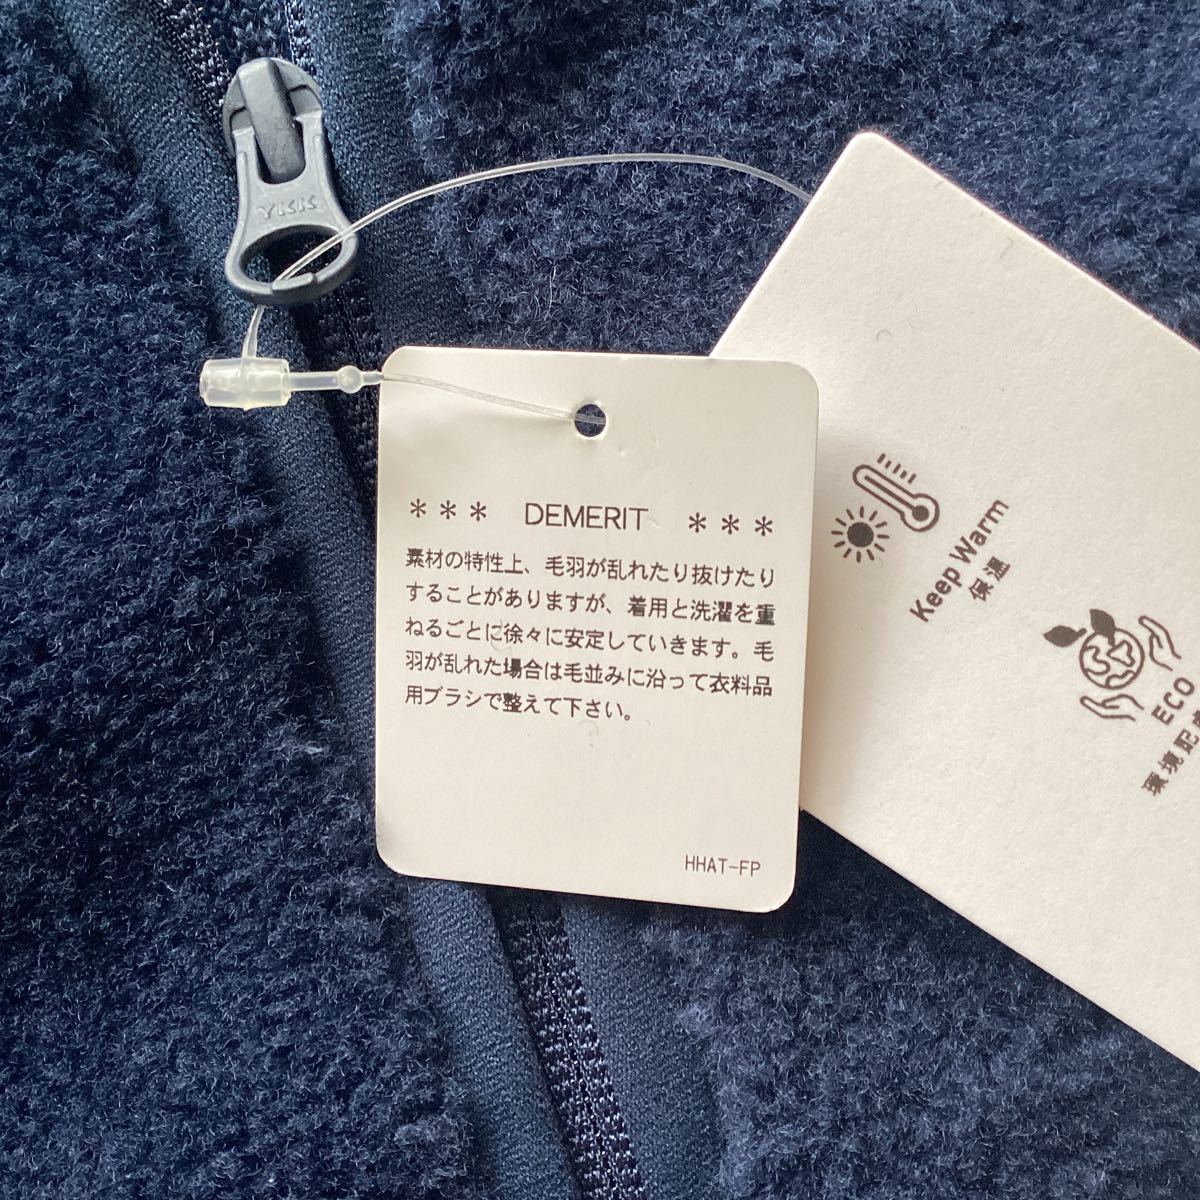 YKK
*** DEMERIT ***
素材の特性上、毛羽が乱れたり抜けたり
することがありますが、着用と洗濯を重
ねるごとに徐々に安定していきます。毛
羽が乱れた場合は毛並みに沿って衣料品
用ブラシで整えて下さい。
HHAT-FP
Keep Warm
保温
ECO
環境配